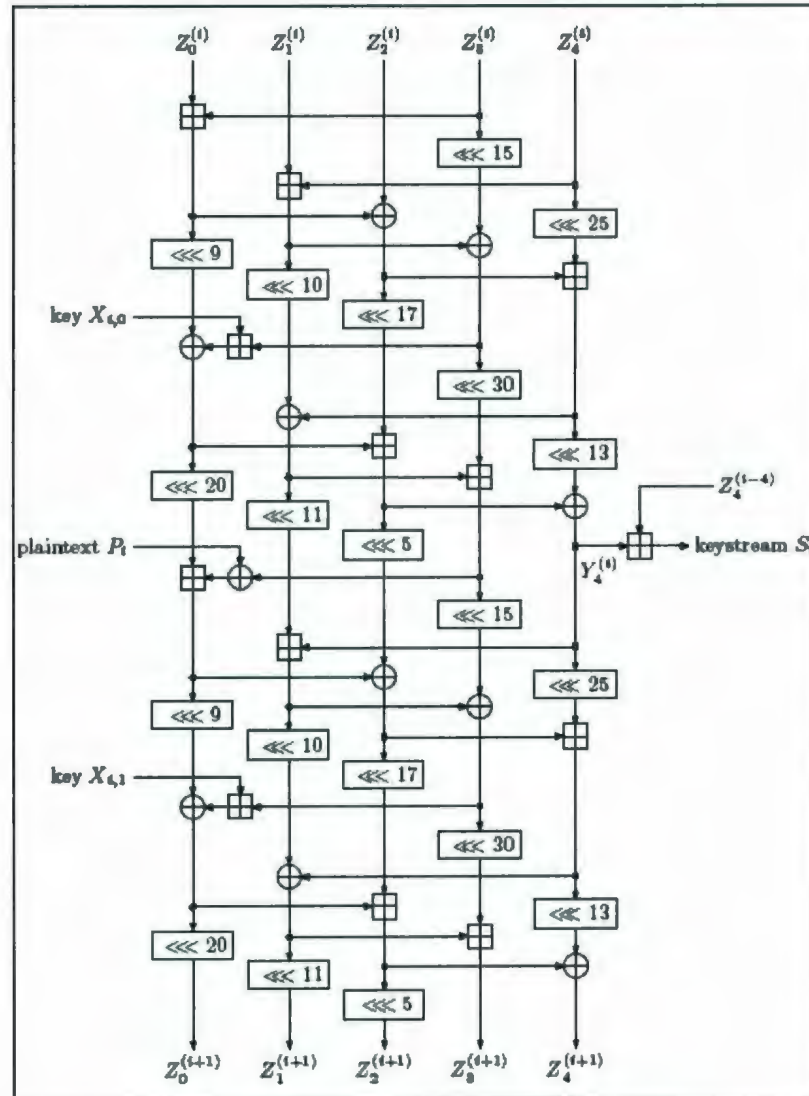 Z_0^{(i)} Z_1^{(i)} Z_2^{(i)} Z_3^{(i)} Z_4^{(i)}
⋘ 15
⋘ 25
⋘ 9
⋘ 10
⋘ 17
key X_{i,0}
⋘ 30
⋘ 13
⋘ 20
Z_4^{(i-4)}
⋘ 11
⋘ 5
plaintext P_i
keystream S
Y_4^{(i)}
⋘ 15
⋘ 25
⋘ 9
⋘ 10
⋘ 17
key X_{i,1}
⋘ 30
⋘ 13
⋘ 20
⋘ 11
⋘ 5
Z_0^{(i+1)} Z_1^{(i+1)} Z_2^{(i+1)} Z_3^{(i+1)} Z_4^{(i+1)}